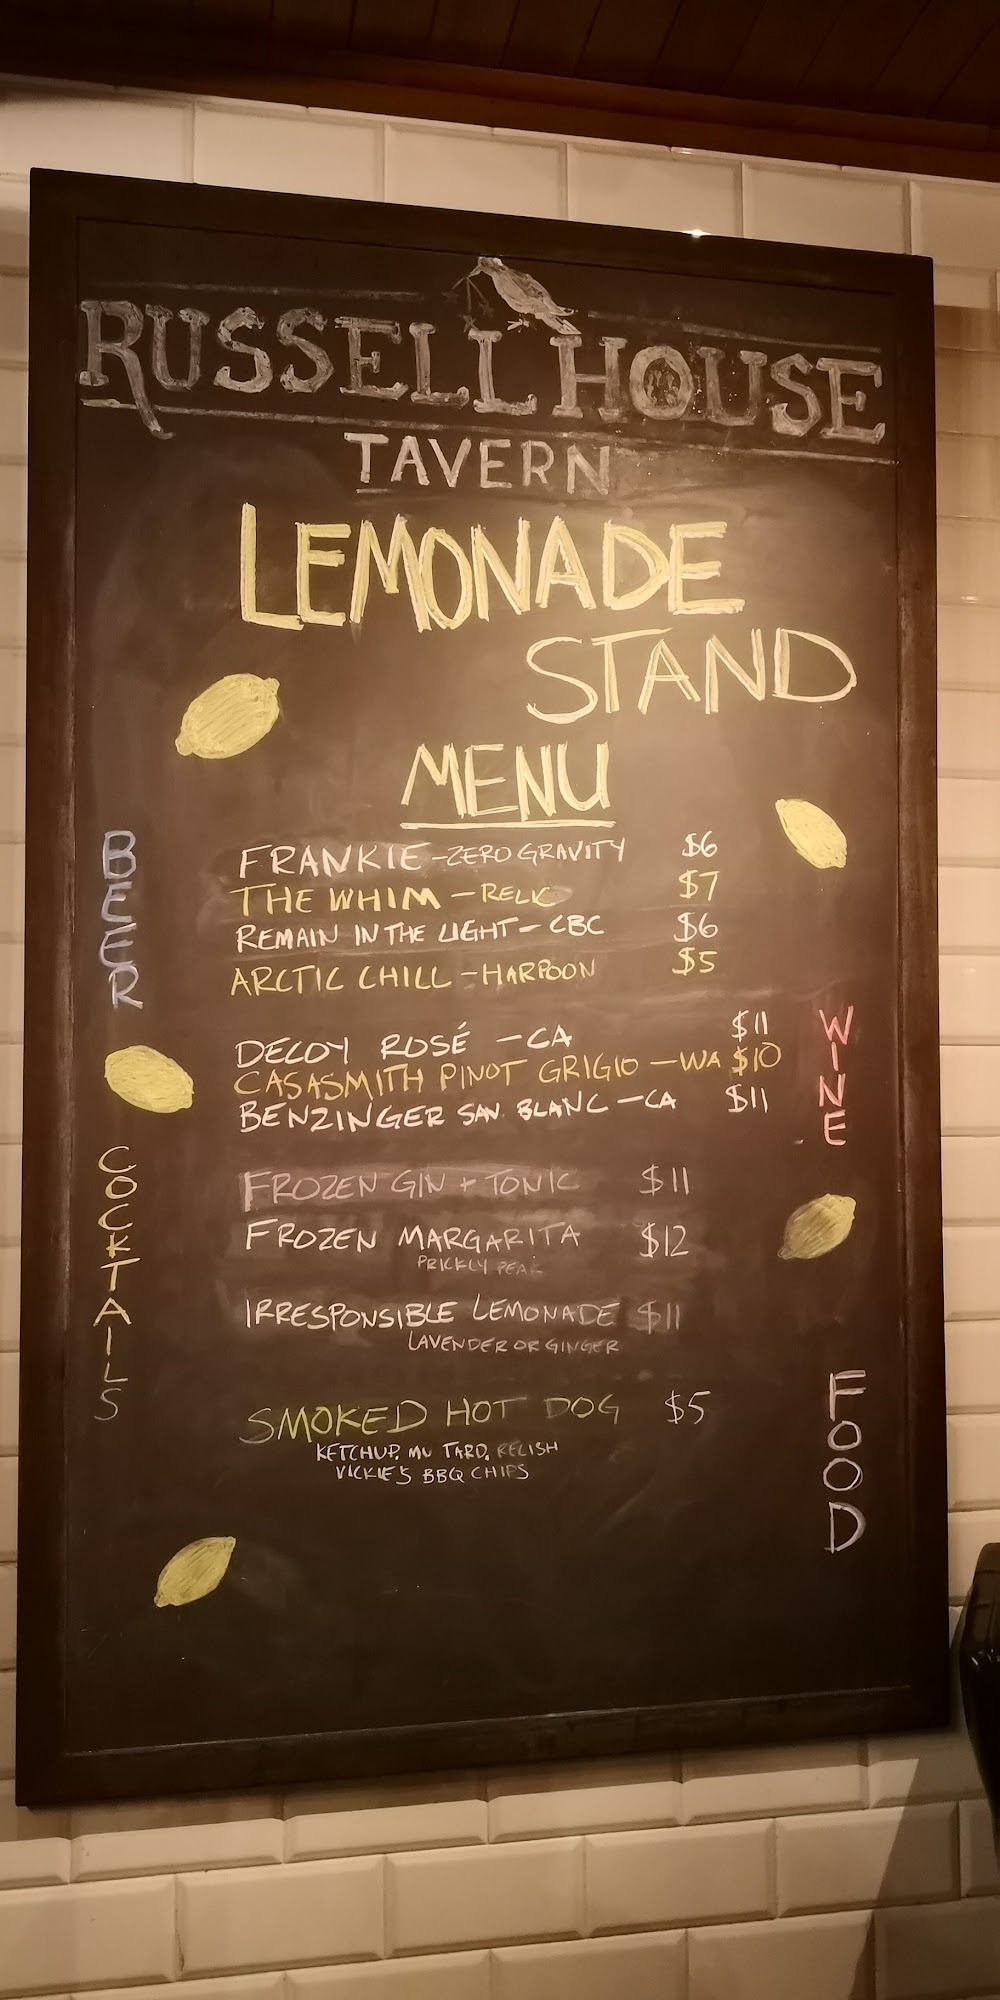 RUSSELL HOUSE
TAVERN
LEMONADE
STAND
MENU
BEER
FRANKIE - ZERO GRAVITY $6
THE WHIM - RELIC $7
REMAIN IN THE LIGHT - CBC $6
ARCTIC CHILL - HARPOON $5
WINE
DECOY ROSÉ - CA $11
CASASMITH PINOT GRIGIO - WA $10
BENZINGER SAV. BLANC - CA $11
COCKTAILS
FROZEN GIN + TONIC $11
FROZEN MARGARITA $12
PRICKLY PEAR
IRRESPONSIBLE LEMONADE $11
LAVENDER OR GINGER
FOOD
SMOKED HOT DOG $5
KETCHUP, MU TARD, RELISH
VICKIE'S BBQ CHIPS